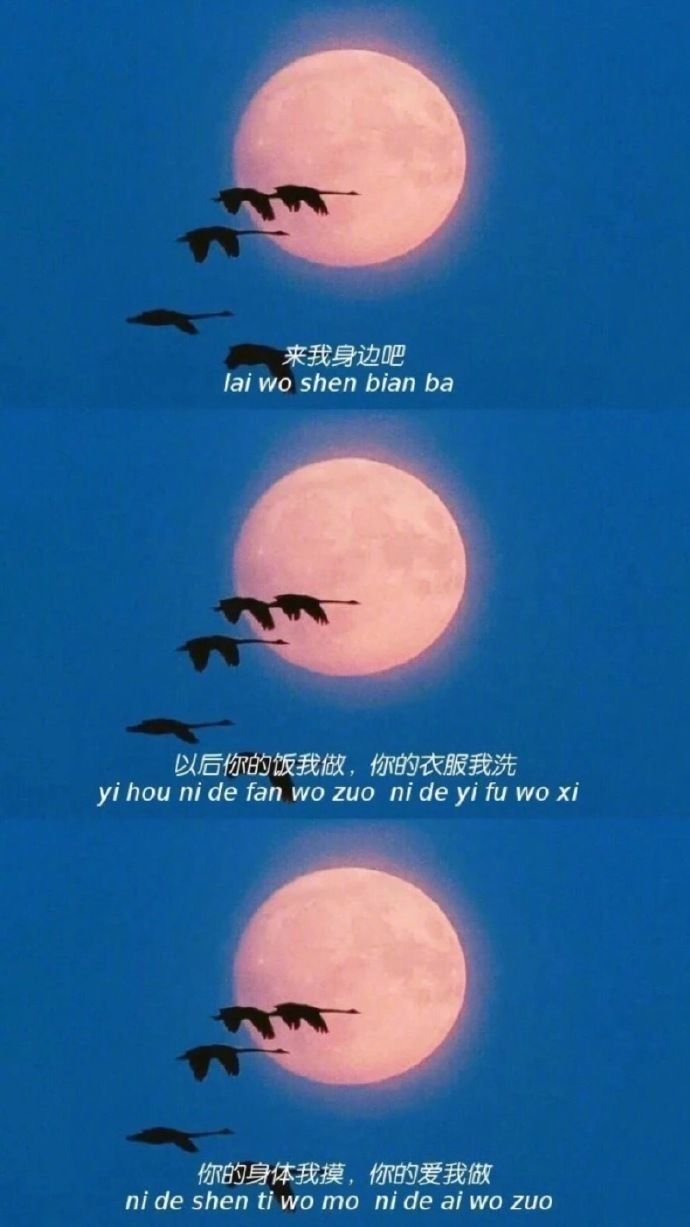 来我身边吧
lai wo shen bian ba
以后你的饭我做，你的衣服我洗
yi hou ni de fan wo zuo  ni de yi fu wo xi
你的身体我摸，你的爱我做
ni de shen ti wo mo  ni de ai wo zuo